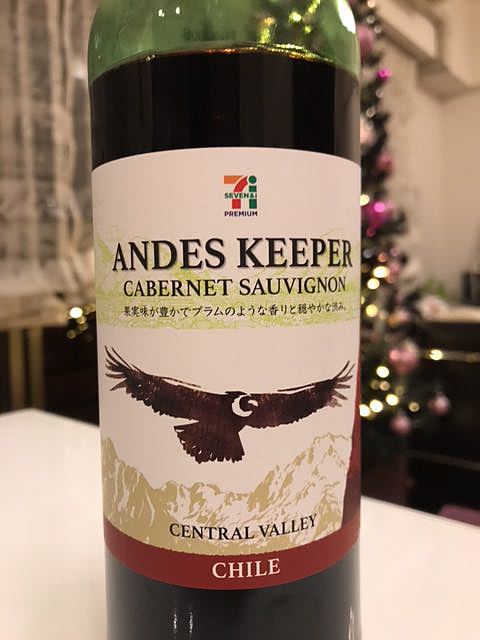 7i
SEVEN&i
PREMIUM
ANDES KEEPER
CABERNET SAUVIGNON
果実味が豊かでプラムのような香りと穏やかな渋み。
CENTRAL VALLEY
CHILE